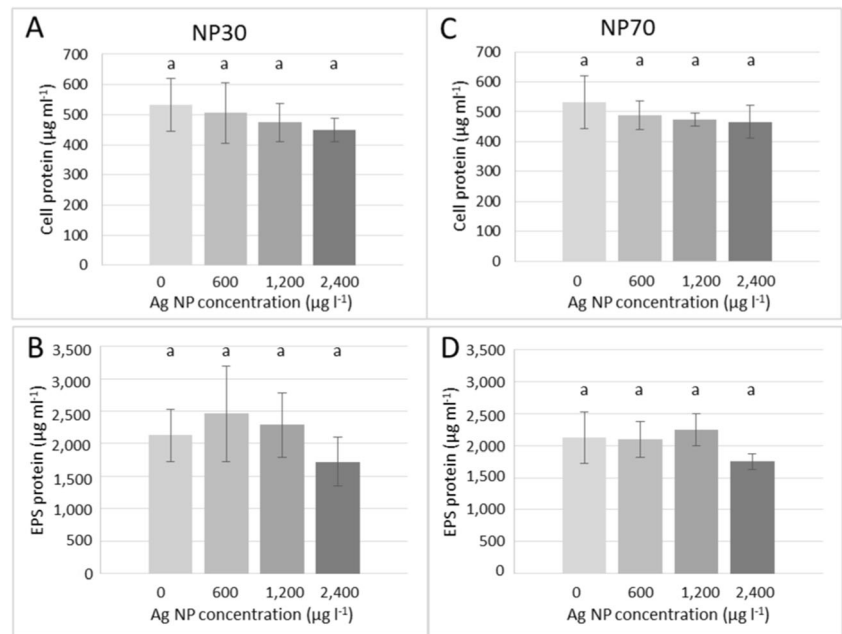 A
NP30
700
600
500
400
300
200
100
0
Cell protein (µg ml⁻¹)
a a a a
0 600 1,200 2,400
Ag NP concentration (µg l⁻¹)
C
NP70
700
600
500
400
300
200
100
0
Cell protein (µg ml⁻¹)
a a a a
0 600 1,200 2,400
Ag NP concentration (µg l⁻¹)
B
3,500
3,000
2,500
2,000
1,500
1,000
500
0
EPS protein (µg ml⁻¹)
a a a a
0 600 1,200 2,400
Ag NP concentration (µg l⁻¹)
D
3,500
3,000
2,500
2,000
1,500
1,000
500
0
EPS protein (µg ml⁻¹)
a a a a
0 600 1,200 2,400
Ag NP concentration (µg l⁻¹)